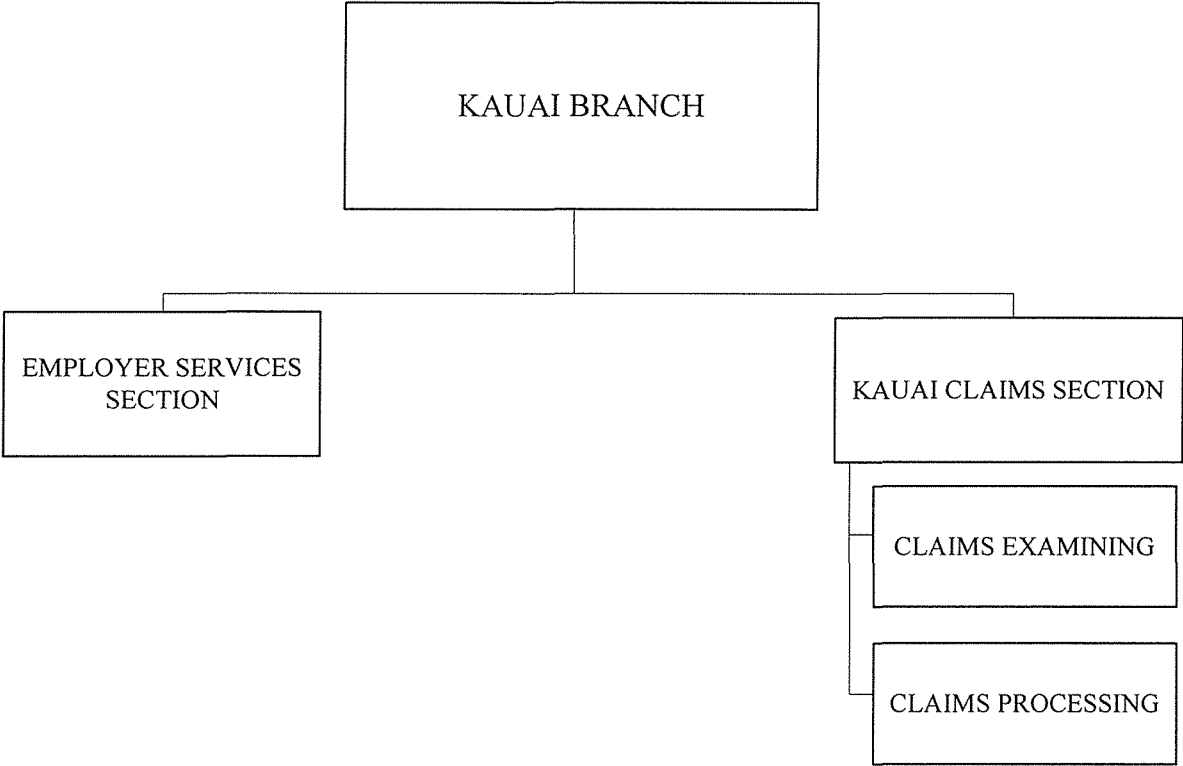 KAUAI BRANCH
EMPLOYER SERVICES
SECTION
KAUAI CLAIMS SECTION
CLAIMS EXAMINING
CLAIMS PROCESSING